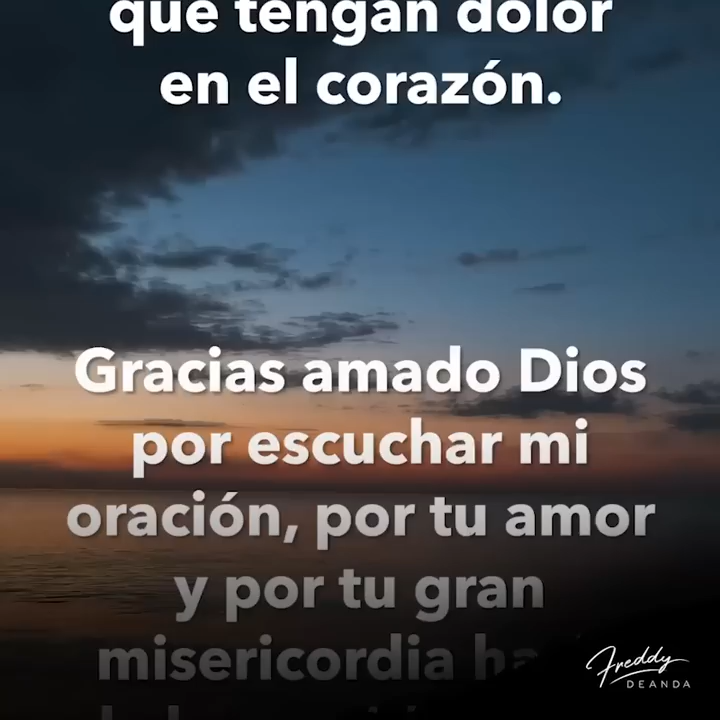 que tengan dolor
en el corazón.
Gracias amado Dios
por escuchar mi
oración, por tu amor
y por tu gran
misericordia
Freddy
DEANDA